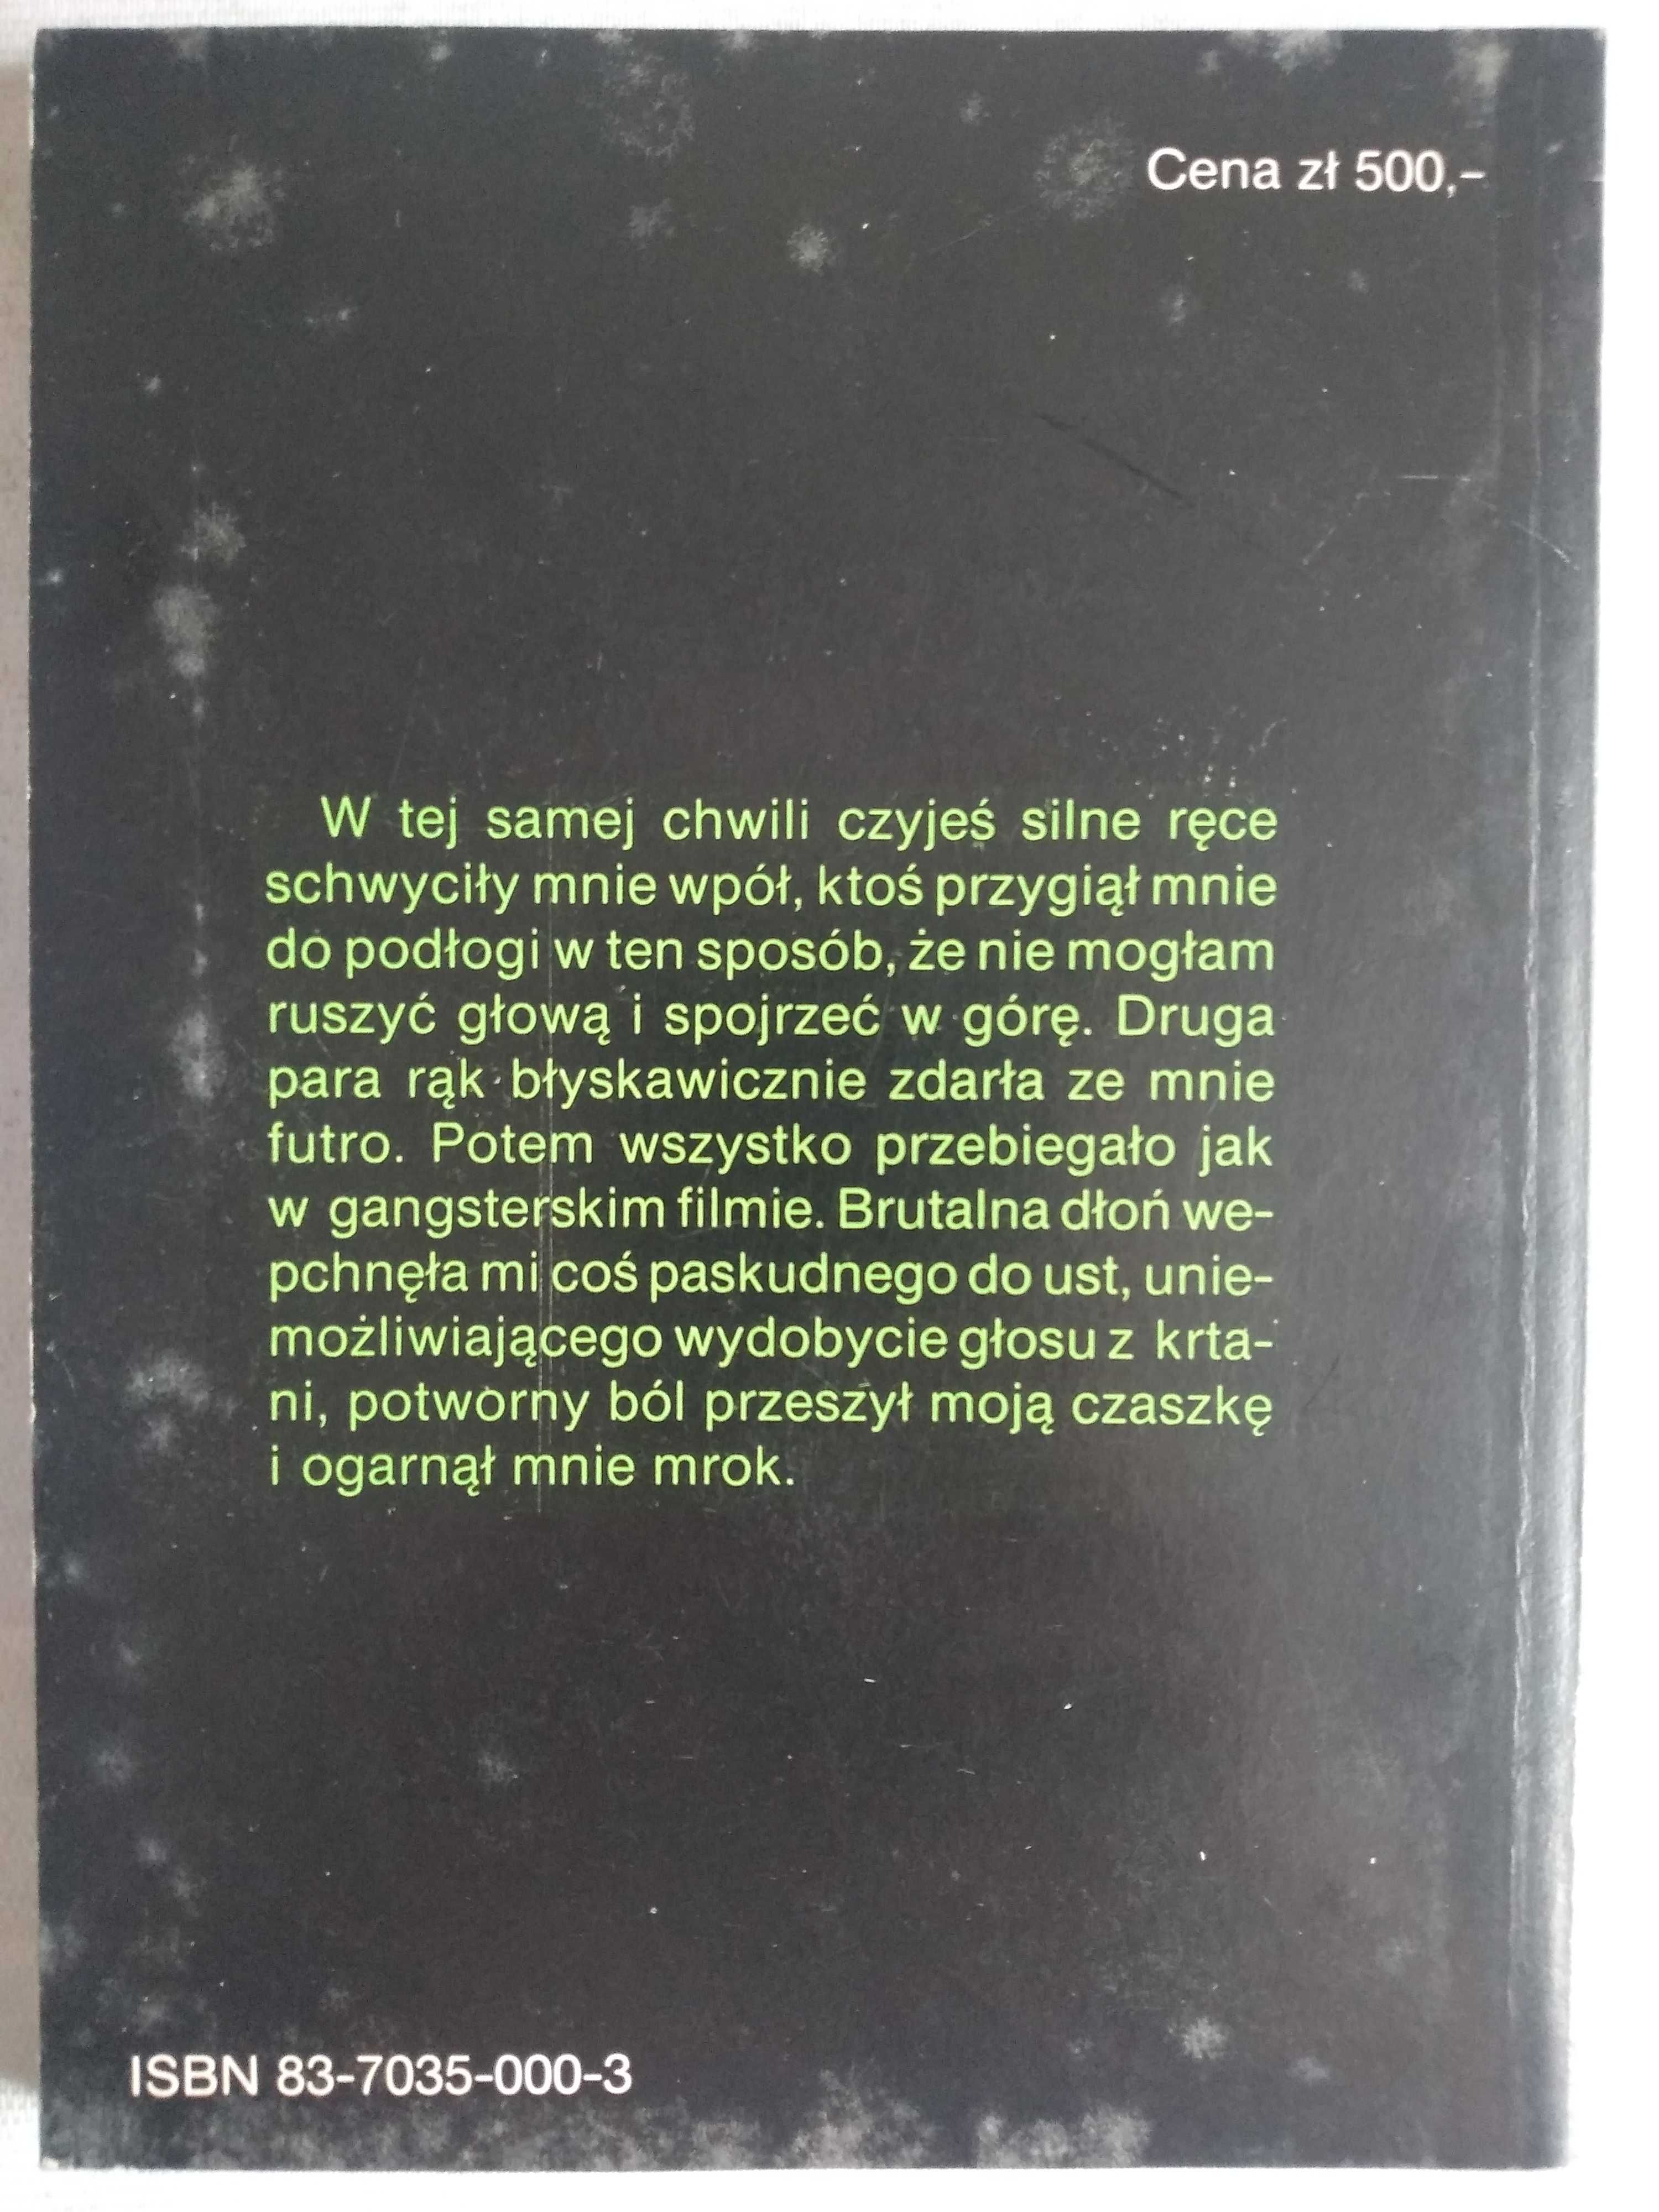 Cena zł 500,-
W tej samej chwili czyjeś silne ręce
schwyciły mnie wpół, ktoś przygiął mnie
do podłogi w ten sposób, że nie mogłam
ruszyć głową i spojrzeć w górę. Druga
para rąk błyskawicznie zdarła ze mnie
futro. Potem wszystko przebiegało jak
w gangsterskim filmie. Brutalna dłoń we-
pchnęła mi coś paskudnego do ust, unie-
możliwiającego wydobycie głosu z krta-
ni, potworny ból przeszył moją czaszkę
i ogarnął mnie mrok.
ISBN 83-7035-000-3